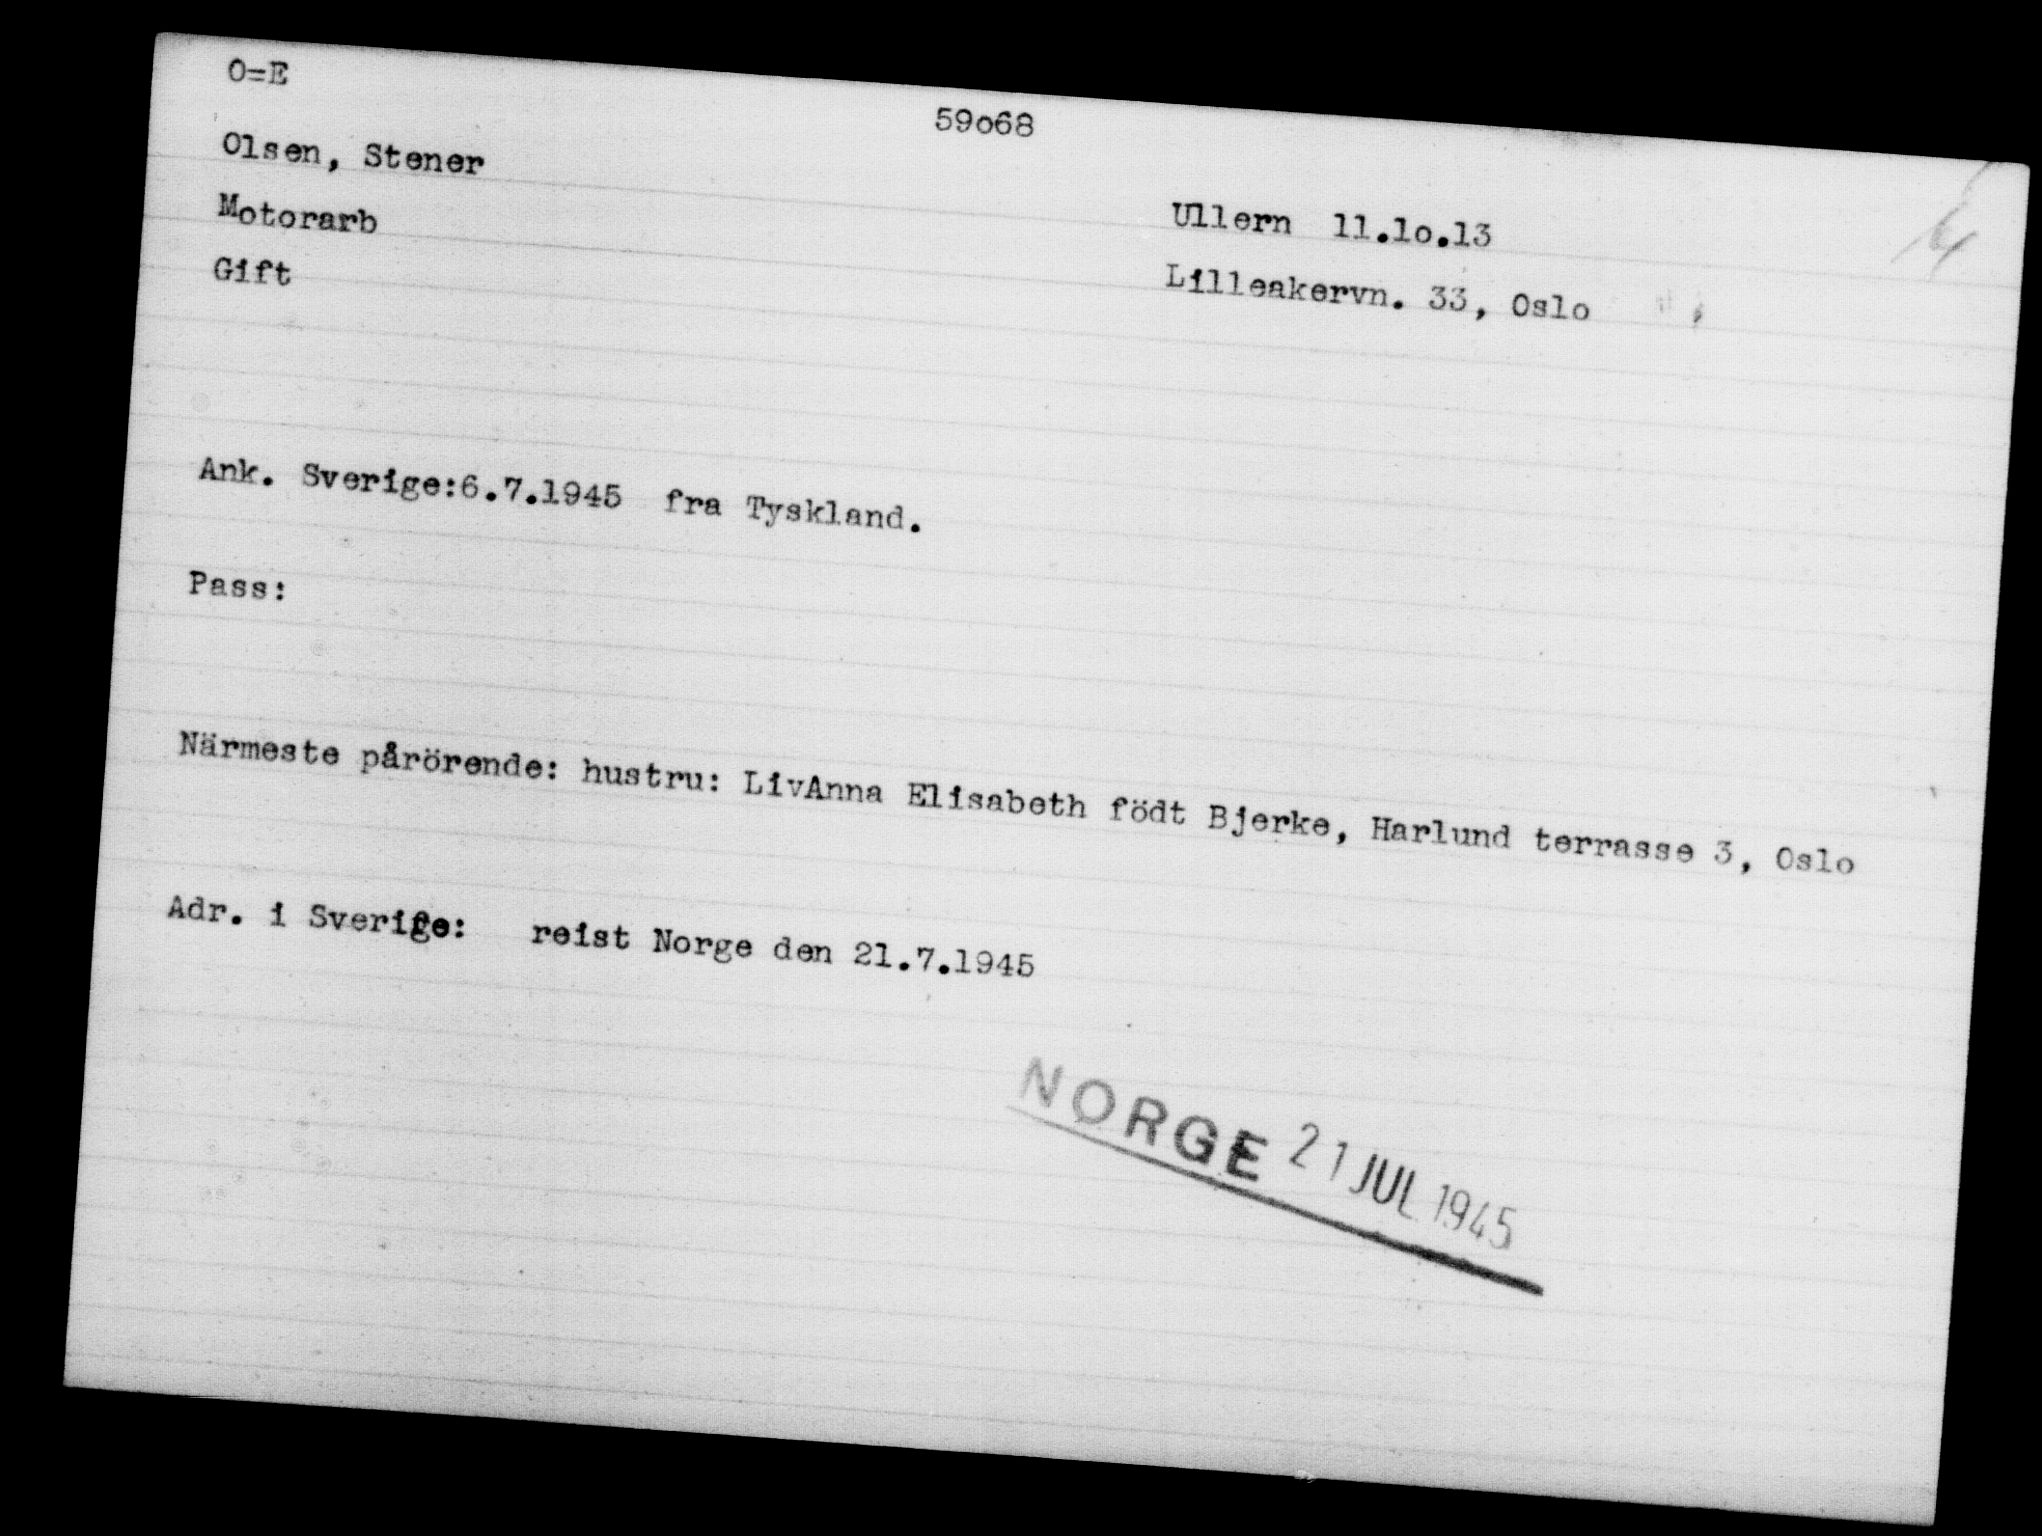 O=E
59o68
Olsen, Stener
Motorarb
Ullern 11.1o.13
Gift
Lilleakervn. 33, Oslo
Ank. Sverige:6.7.1945 fra Tyskland.
Pass:
Närmeste pårörende: hustru: LivAnna Elisabeth födt Bjerke, Harlund terrasse 3, Oslo
Adr. i Sverige: reist Norge den 21.7.1945
NORGE 21 JUL 1945